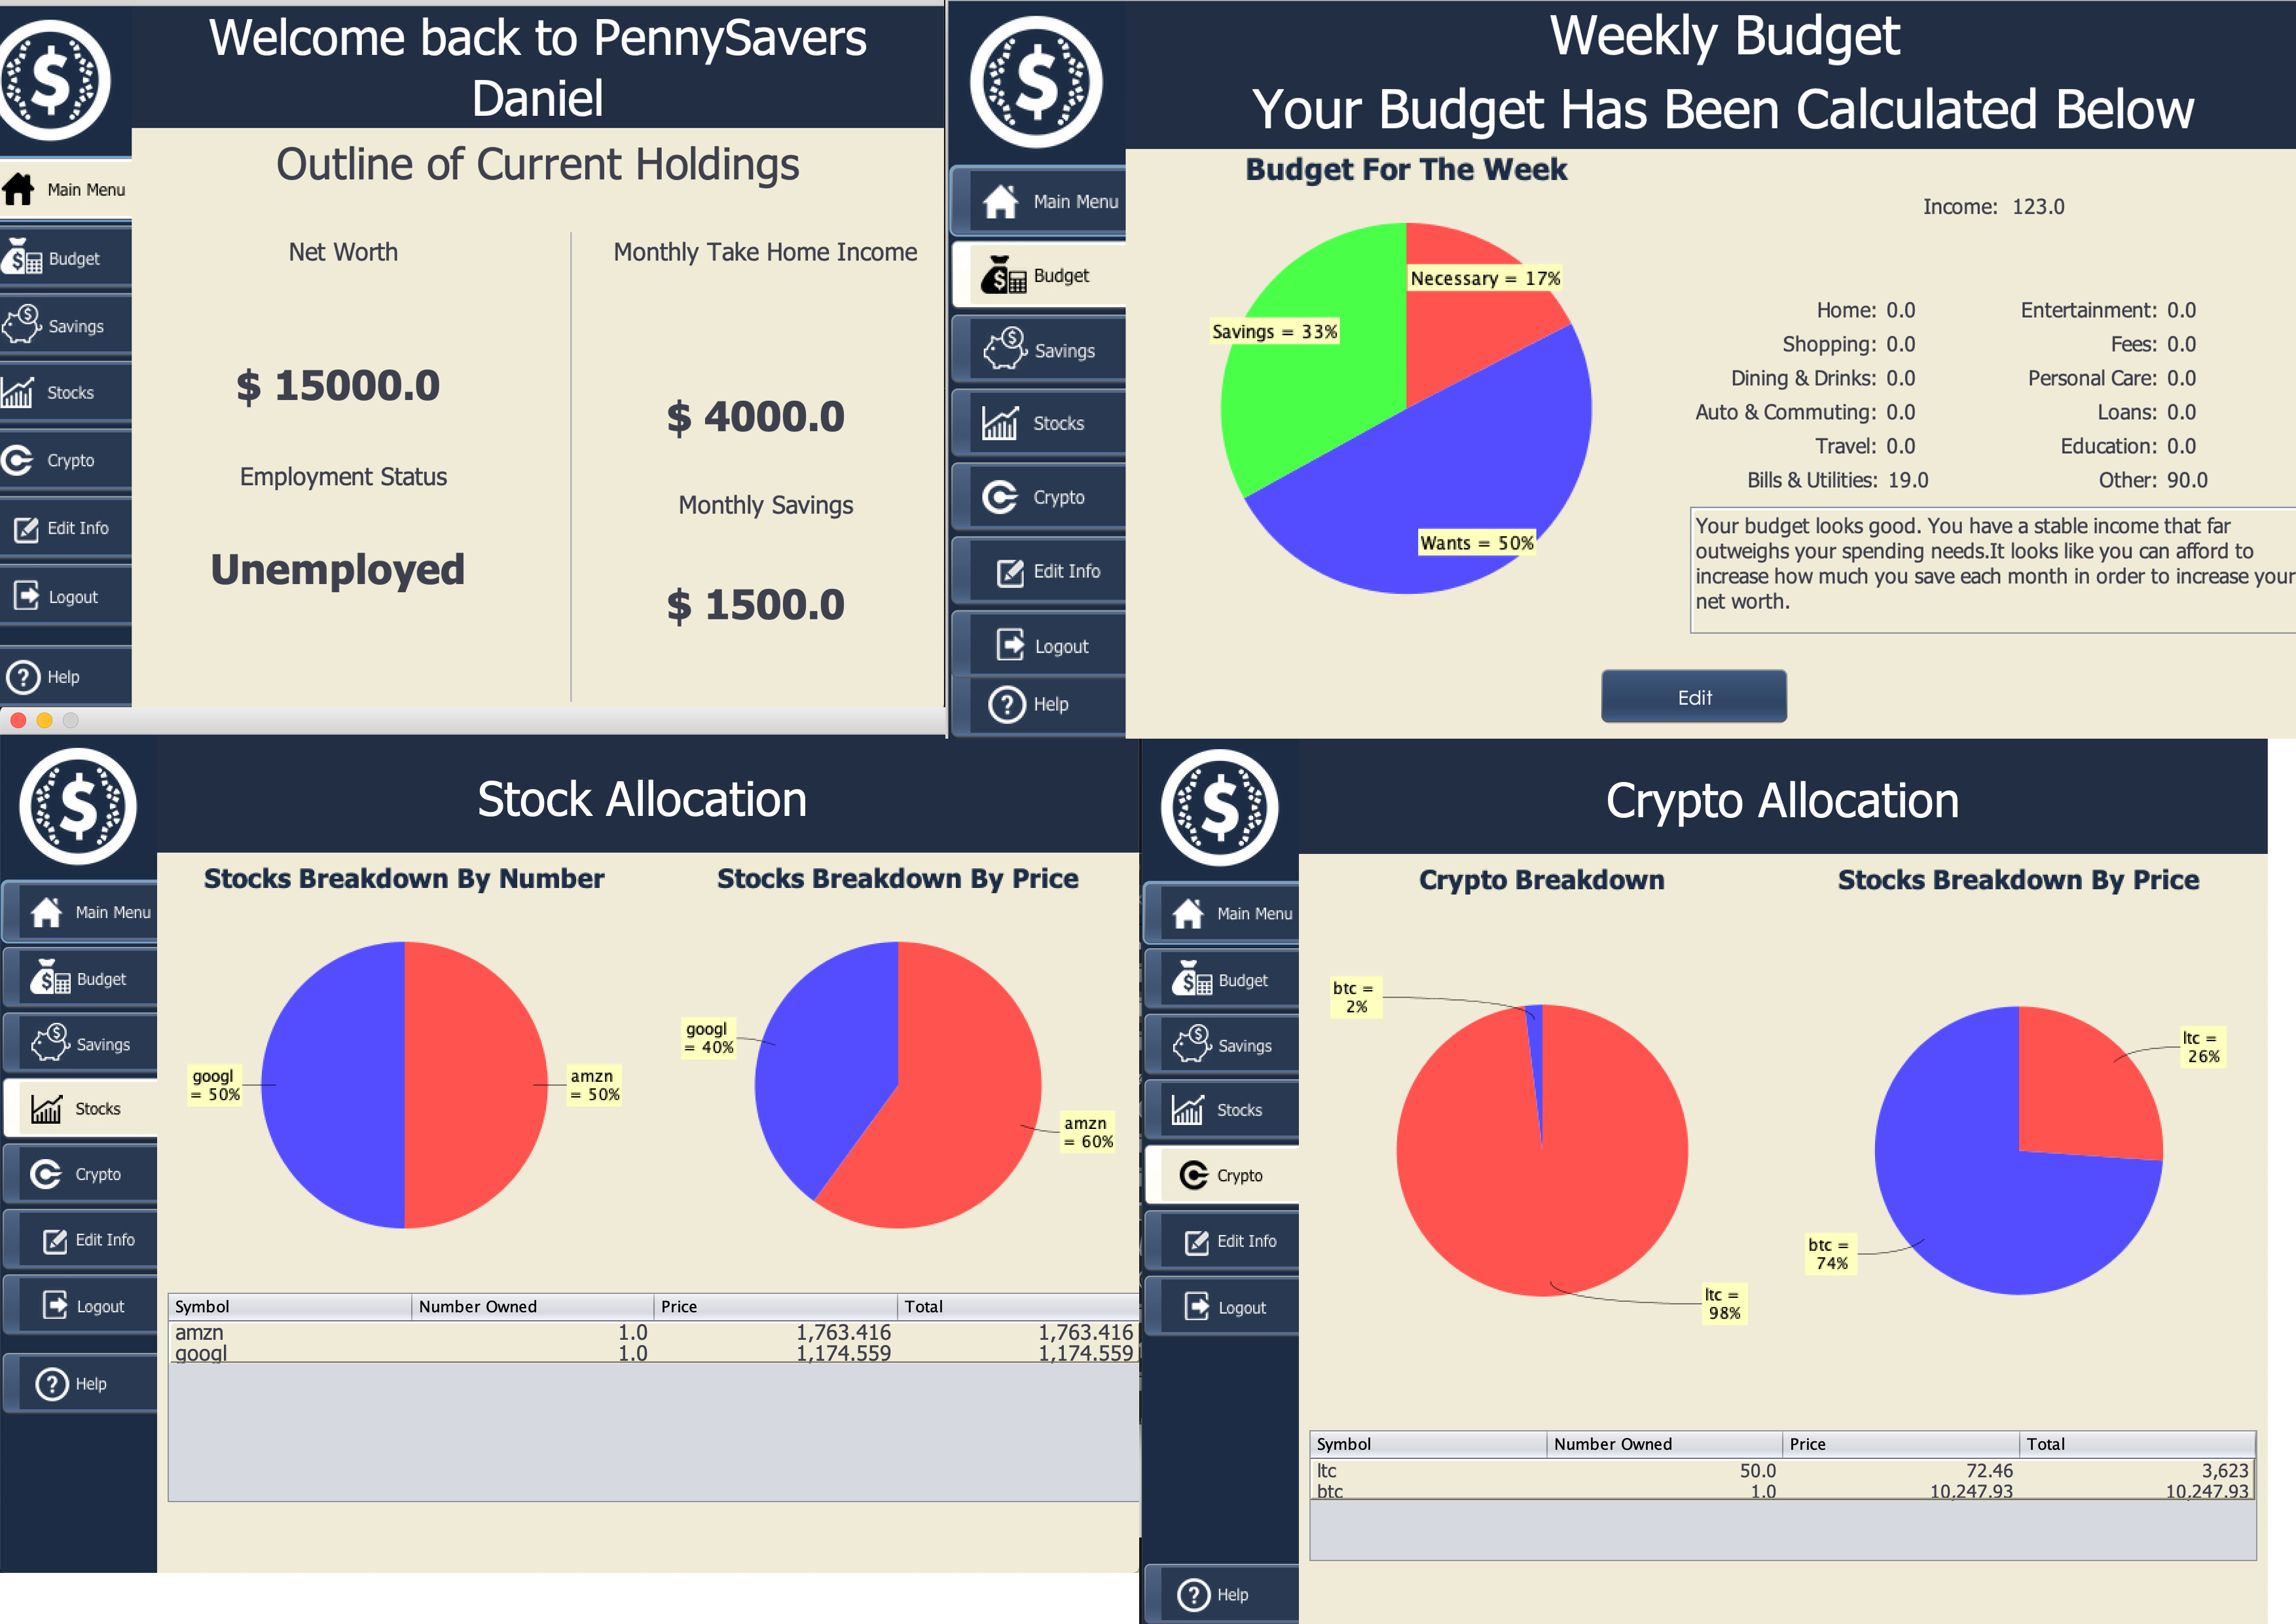 Welcome back to PennySavers
Daniel
Main Menu
Budget
Savings
Stocks
Crypto
Edit Info
Logout
Help
Outline of Current Holdings
Net Worth
$ 15000.0
Employment Status
Unemployed
Monthly Take Home Income
$ 4000.0
Monthly Savings
$ 1500.0
Weekly Budget
Your Budget Has Been Calculated Below
Main Menu
Budget
Savings
Stocks
Crypto
Edit Info
Logout
Help
Budget For The Week
Necessary = 17%
Savings = 33%
Wants = 50%
Income: 123.0
Home: 0.0 Entertainment: 0.0
Shopping: 0.0 Fees: 0.0
Dining & Drinks: 0.0 Personal Care: 0.0
Auto & Commuting: 0.0 Loans: 0.0
Travel: 0.0 Education: 0.0
Bills & Utilities: 19.0 Other: 90.0
Your budget looks good. You have a stable income that far
outweighs your spending needs.It looks like you can afford to
increase how much you save each month in order to increase your
net worth.
Edit
Stock Allocation
Main Menu
Budget
Savings
Stocks
Crypto
Edit Info
Logout
Help
Stocks Breakdown By Number
googl
= 50%
amzn
= 50%
Stocks Breakdown By Price
googl
= 40%
amzn
= 60%
Symbol Number Owned Price Total
amzn 1.0 1,763.416 1,763.416
googl 1.0 1,174.559 1,174.559
Crypto Allocation
Main Menu
Budget
Savings
Stocks
Crypto
Edit Info
Logout
Help
Crypto Breakdown
btc =
2%
ltc =
98%
Stocks Breakdown By Price
ltc =
26%
btc =
74%
Symbol Number Owned Price Total
ltc 50.0 72.46 3,623
btc 1.0 10,247.93 10,247.93